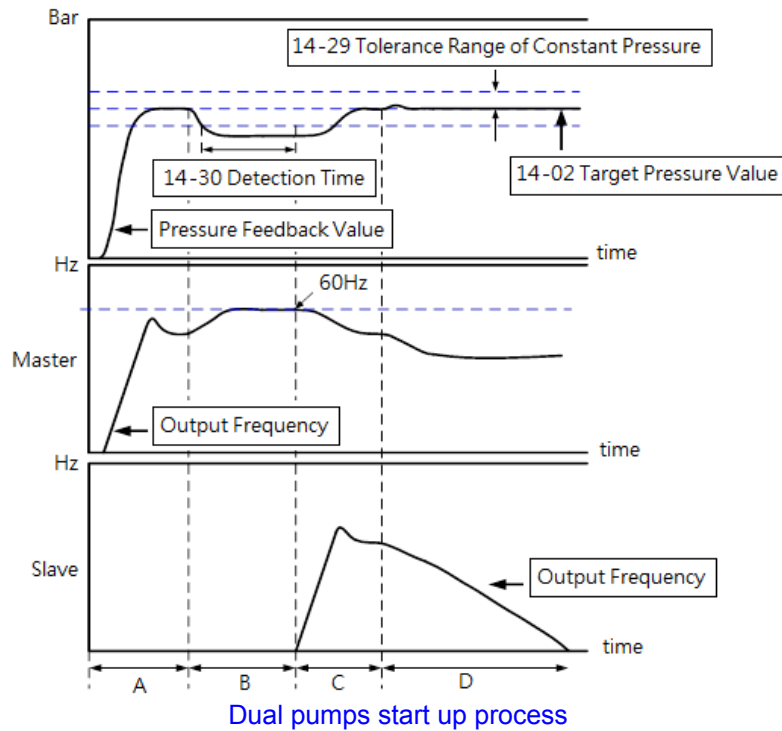 Bar
14-29 Tolerance Range of Constant Pressure
14-30 Detection Time
14-02 Target Pressure Value
Pressure Feedback Value
time
Hz
60Hz
Master
Output Frequency
time
Hz
Slave
Output Frequency
time
A
B
C
D
Dual pumps start up process